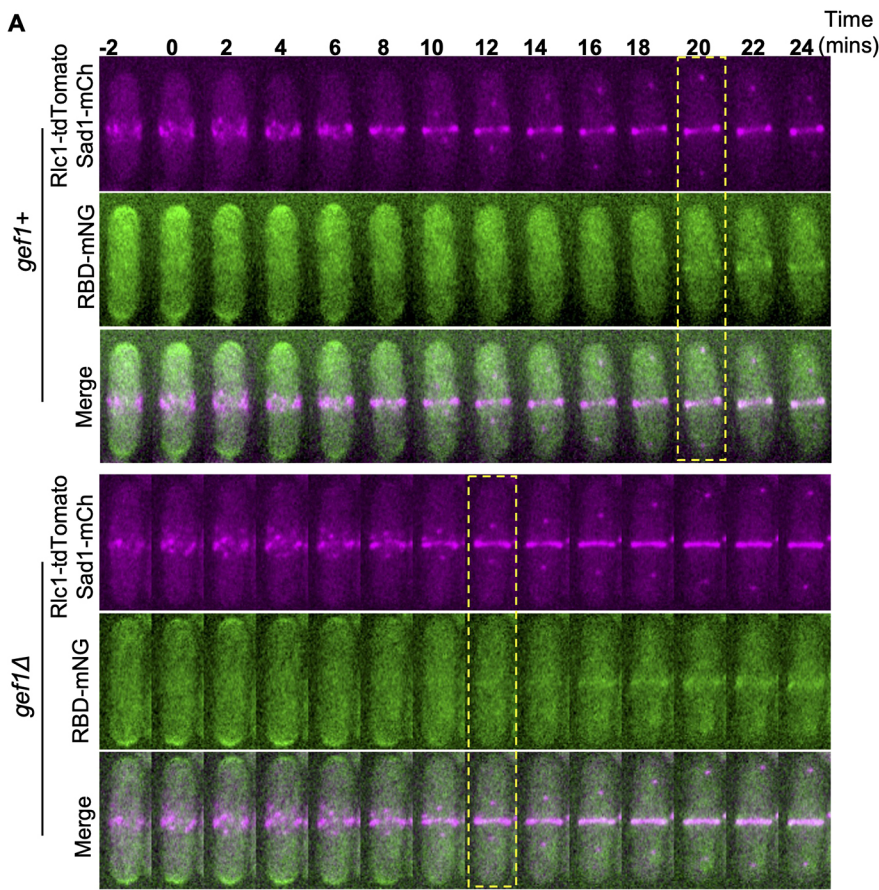 A
Time
-2 0 2 4 6 8 10 12 14 16 18 20 22 24 (mins)
gef1+
Rlc1-tdTomato
Sad1-mCh
RBD-mNG
Merge
gef1Δ
Rlc1-tdTomato
Sad1-mCh
RBD-mNG
Merge